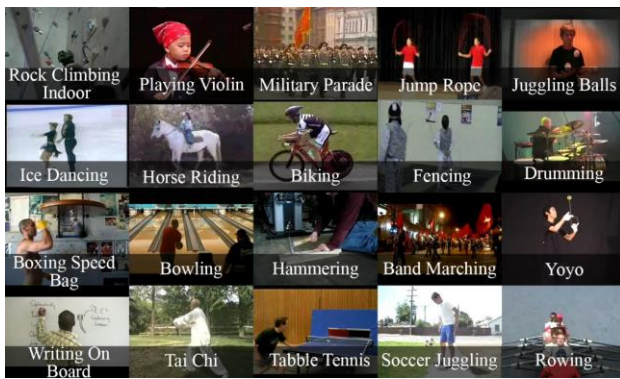 Rock Climbing
Indoor
Playing Violin
Military Parade
Jump Rope
Juggling Balls
Ice Dancing
Horse Riding
Biking
Fencing
Drumming
Boxing Speed
Bag
Bowling
Hammering
Band Marching
Yoyo
Writing On
Board
Tai Chi
Tabble Tennis
Soccer Juggling
Rowing